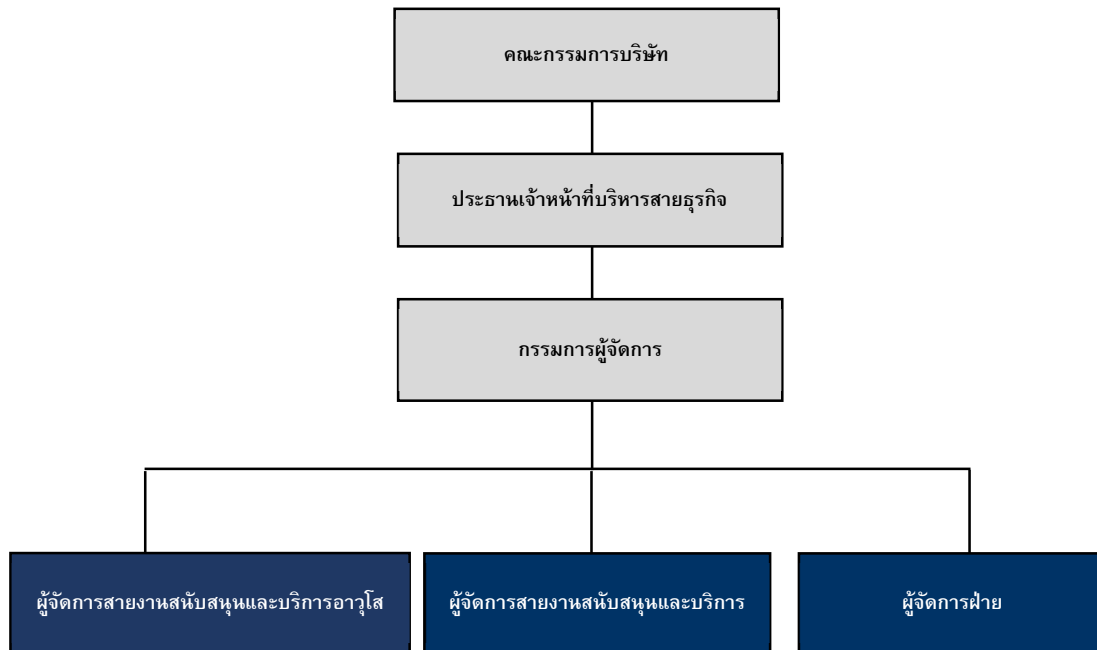 คณะกรรมการบริษัท
ประธานเจ้าหน้าที่บริหารสายธุรกิจ
กรรมการผู้จัดการ
ผู้จัดการสายงานสนับสนุนและบริการอาวุโส
ผู้จัดการสายงานสนับสนุนและบริการ
ผู้จัดการฝ่าย